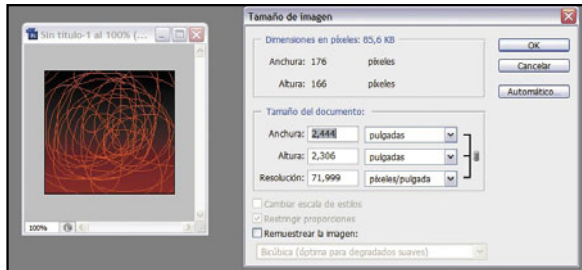 Sin título-1 al 100% (...
100%
Tamaño de imagen
Dimensiones en píxeles: 85,6 KB
Anchura: 176 píxeles
Altura: 166 píxeles
OK
Cancelar
Automático...
Tamaño del documento:
Anchura: 2,444 pulgadas
Altura: 2,306 pulgadas
Resolución: 71,999 píxeles/pulgada
Cambiar escala de estilos
Restringir proporciones
Remuestrear la imagen:
Bicúbica (óptima para degradados suaves)